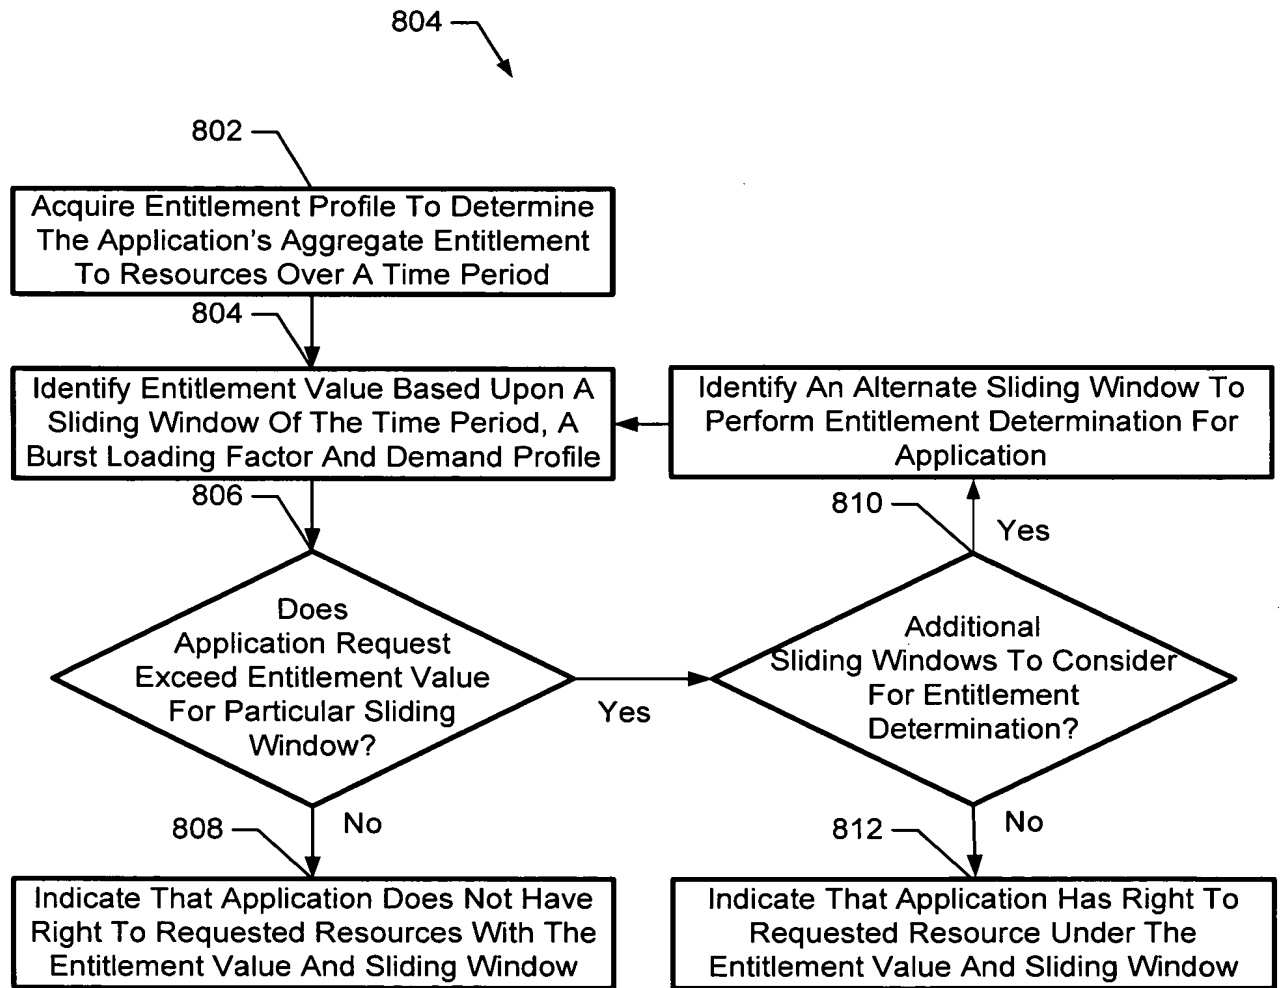 804
802
Acquire Entitlement Profile To Determine
The Application's Aggregate Entitlement
To Resources Over A Time Period
804
Identify Entitlement Value Based Upon A
Sliding Window Of The Time Period, A
Burst Loading Factor And Demand Profile
Identify An Alternate Sliding Window To
Perform Entitlement Determination For
Application
806
810
Yes
Does
Application Request
Exceed Entitlement Value
For Particular Sliding
Window?
Yes
Additional
Sliding Windows To Consider
For Entitlement
Determination?
No
808
No
812
Indicate That Application Does Not Have
Right To Requested Resources With The
Entitlement Value And Sliding Window
Indicate That Application Has Right To
Requested Resource Under The
Entitlement Value And Sliding Window